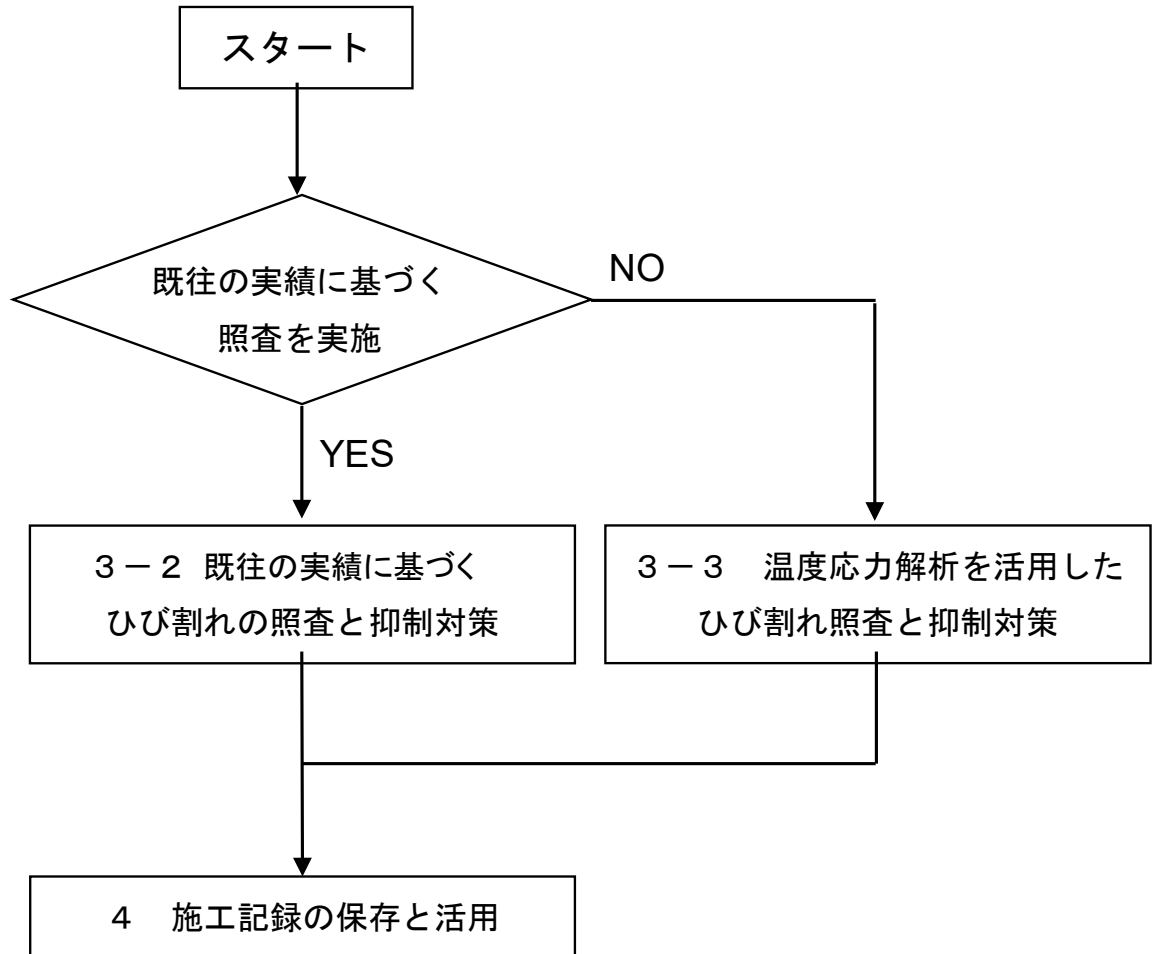 スタート
既往の実績に基づく
照査を実施
NO
YES
３－２ 既往の実績に基づく
ひび割れの照査と抑制対策
３－３　温度応力解析を活用した
ひび割れ照査と抑制対策
４　施工記録の保存と活用